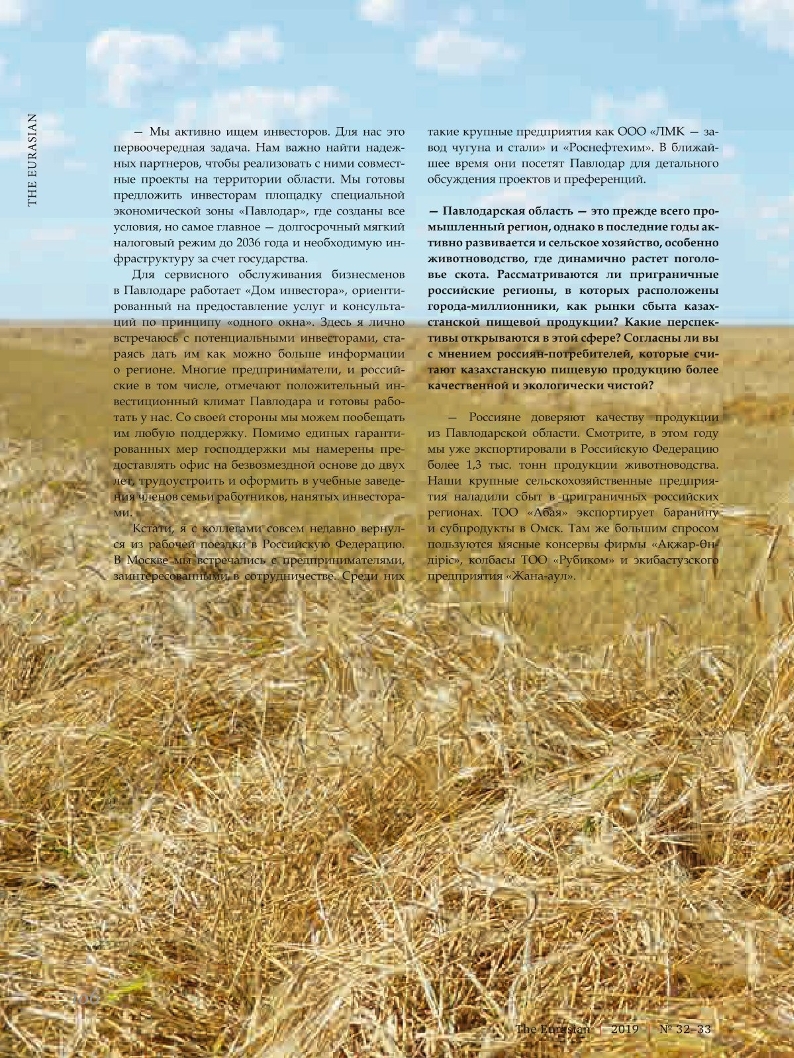 THE EURASIAN
— Мы активно ищем инвесторов. Для нас это
первоочередная задача. Нам важно найти надеж-
ных партнеров, чтобы реализовать с ними совмест-
ные проекты на территории области. Мы готовы
предложить инвесторам площадку специальной
экономической зоны «Павлодар», где созданы все
условия, но самое главное — долгосрочный мягкий
налоговый режим до 2036 года и необходимую ин-
фраструктуру за счет государства.
Для сервисного обслуживания бизнесменов
в Павлодаре работает «Дом инвестора», ориенти-
рованный на предоставление услуг и консульта-
ций по принципу «одного окна». Здесь я лично
встречаюсь с потенциальными инвесторами, ста-
раясь дать им как можно больше информации
о регионе. Многие предприниматели, и россий-
ские в том числе, отмечают положительный ин-
вестиционный климат Павлодара и готовы рабо-
тать у нас. Со своей стороны мы можем пообещать
им любую поддержку. Помимо единых гаранти-
рованных мер господдержки мы намерены пре-
доставлять офис на безвозмездной основе до двух
лет, трудоустроить и оформить в учебные заведе-
ния членов семьи работников, нанятых инвестора-
ми.
Кстати, я с коллегами совсем недавно вернул-
ся из рабочей поездки в Российскую Федерацию.
В Москве мы встречались с предпринимателями,
заинтересованными в сотрудничестве. Среди них
такие крупные предприятия как ООО «ЛМК — за-
вод чугуна и стали» и «Роснефтехим». В ближай-
шее время они посетят Павлодар для детального
обсуждения проектов и преференций.
— Павлодарская область — это прежде всего про-
мышленный регион, однако в последние годы ак-
тивно развивается и сельское хозяйство, особенно
животноводство, где динамично растет поголо-
вье скота. Рассматриваются ли приграничные
российские регионы, в которых расположены
города-миллионники, как рынки сбыта казах-
станской пищевой продукции? Какие перспек-
тивы открываются в этой сфере? Согласны ли вы
с мнением россиян-потребителей, которые счи-
тают казахстанскую пищевую продукцию более
качественной и экологически чистой?
— Россияне доверяют качеству продукции
из Павлодарской области. Смотрите, в этом году
мы уже экспортировали в Российскую Федерацию
более 1,3 тыс. тонн продукции животноводства.
Наши крупные сельскохозяйственные предприя-
тия наладили сбыт в приграничных российских
регионах. ТОО «Абая» экспортирует баранину
и субпродукты в Омск. Там же большим спросом
пользуются мясные консервы фирмы «Ақжар-Өн-
діріс», колбасы ТОО «Рубиком» и экибастузского
предприятия «Жана-аул».
The Eurasian | 2019 | № 32–33